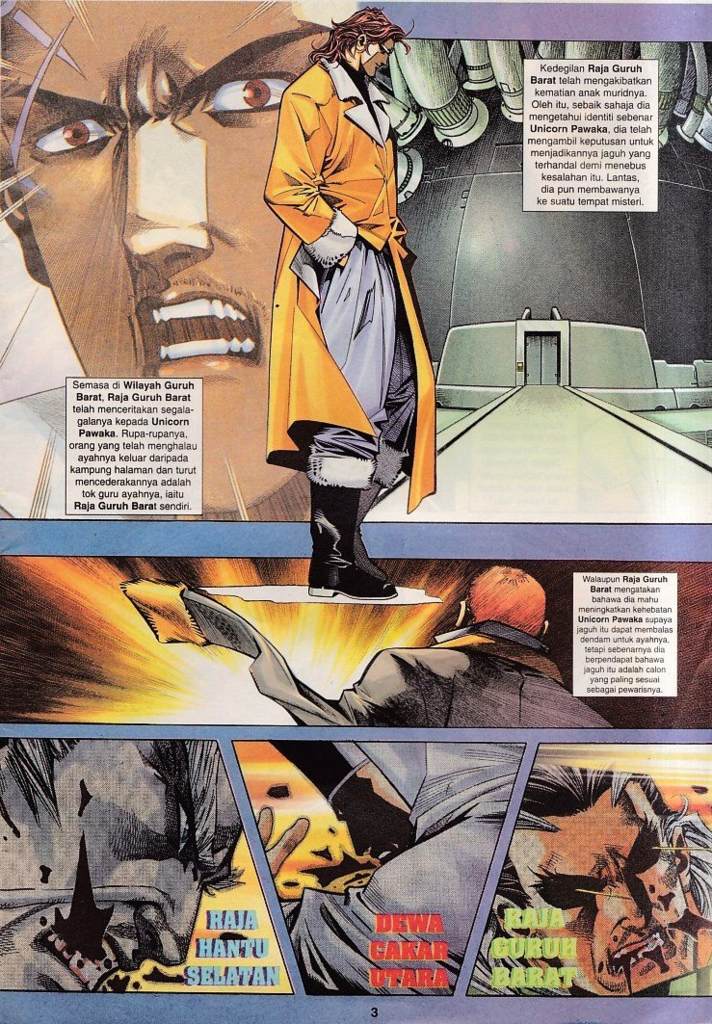 Kedegilan Raja Guruh
Barat telah mengakibatkan
kematian anak muridnya.
Oleh itu, sebaik sahaja dia
mengetahui identiti sebenar
Unicorn Pawaka, dia telah
mengambil keputusan untuk
menjadikannya jaguh yang
terhandal demi menebus
kesalahan itu. Lantas,
dia pun membawanya
ke suatu tempat misteri.
Semasa di Wilayah Guruh
Barat, Raja Guruh Barat
telah menceritakan segala-
galanya kepada Unicorn
Pawaka. Rupa-rupanya,
orang yang telah menghalau
ayahnya keluar daripada
kampung halaman dan turut
mencederakannya adalah
tok guru ayahnya, iaitu
Raja Guruh Barat sendiri.
Walaupun Raja Guruh
Barat mengatakan
bahawa dia mahu
meningkatkan kehebatan
Unicorn Pawaka supaya
jaguh itu dapat membalas
dendam untuk ayahnya,
tetapi sebenarnya dia
berpendapat bahawa
jaguh itu adalah calon
yang paling sesuai
sebagai pewarisnya.
RAJA
HANTU
SELATAN
DEWA
CAKAR
UTARA
RAJA
GURUH
BARAT
3